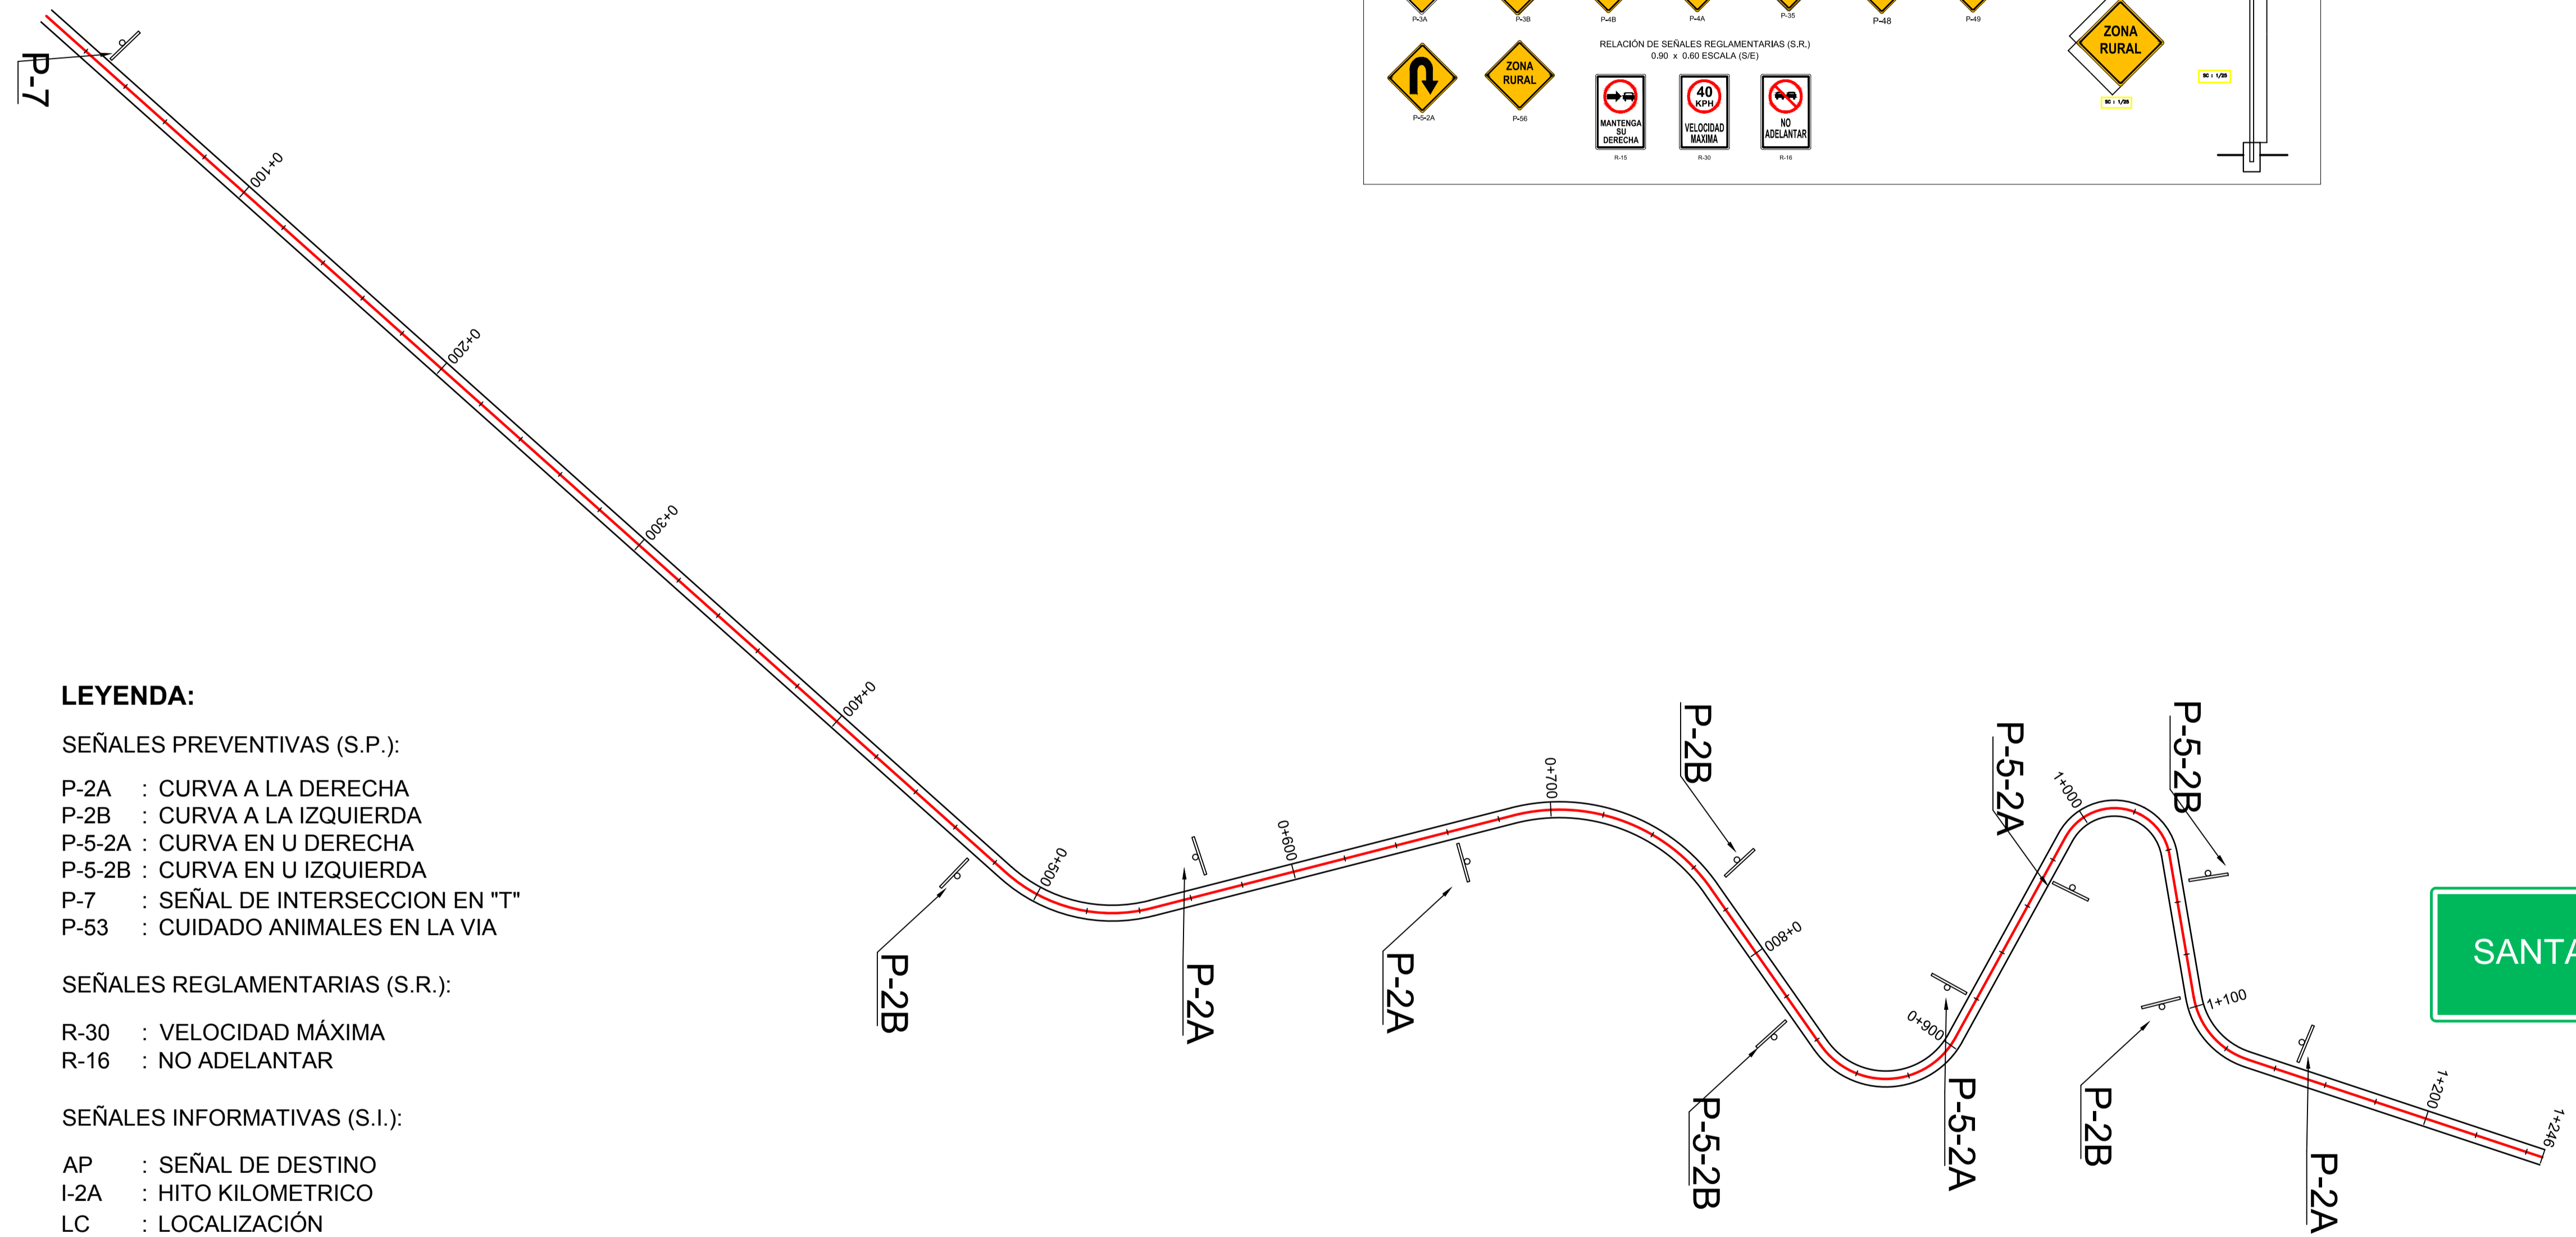 P-3A
P-3B
P-4B
P-4A
P-35
P-48
P-49
ZONA
RURAL
SC : 1/25
SC : 1/25
P-5-2A
ZONA
RURAL
P-56
RELACIÓN DE SEÑALES REGLAMENTARIAS (S.R.)
0.90 x 0.60 ESCALA (S/E)
MANTENGA
SU
DERECHA
R-15
40
KPH
VELOCIDAD
MAXIMA
R-30
NO
ADELANTAR
R-16
P-7
0+100
0+200
0+300
0+400
0+500
0+600
0+700
0+800
0+900
1+000
1+100
1+200
1+246
P-2B
P-2A
P-2A
P-2B
P-5-2B
P-5-2A
P-5-2A
P-5-2B
P-2B
P-2A
SANTA
LEYENDA:
SEÑALES PREVENTIVAS (S.P.):
P-2A : CURVA A LA DERECHA
P-2B : CURVA A LA IZQUIERDA
P-5-2A : CURVA EN U DERECHA
P-5-2B : CURVA EN U IZQUIERDA
P-7 : SEÑAL DE INTERSECCION EN "T"
P-53 : CUIDADO ANIMALES EN LA VIA
SEÑALES REGLAMENTARIAS (S.R.):
R-30 : VELOCIDAD MÁXIMA
R-16 : NO ADELANTAR
SEÑALES INFORMATIVAS (S.I.):
AP : SEÑAL DE DESTINO
I-2A : HITO KILOMETRICO
LC : LOCALIZACIÓN